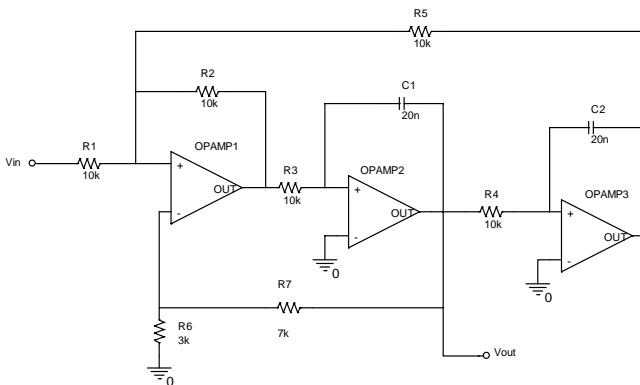 R5
10k
R2
10k
C1
20n
C2
20n
R1
10k
Vin
OPAMP1
+
-
OUT
R3
10k
OPAMP2
+
-
OUT
R4
10k
OPAMP3
+
-
OUT
0
0
R7
7k
R6
3k
0
Vout